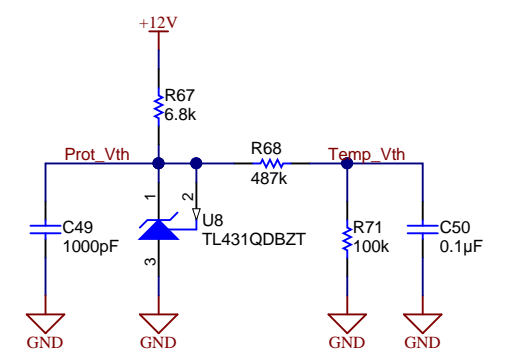 +12V
R67
6.8k
Prot_Vth
R68
487k
Temp_Vth
1
2
3
U8
TL431QDBZT
C49
1000pF
R71
100k
C50
0.1µF
GND
GND
GND
GND